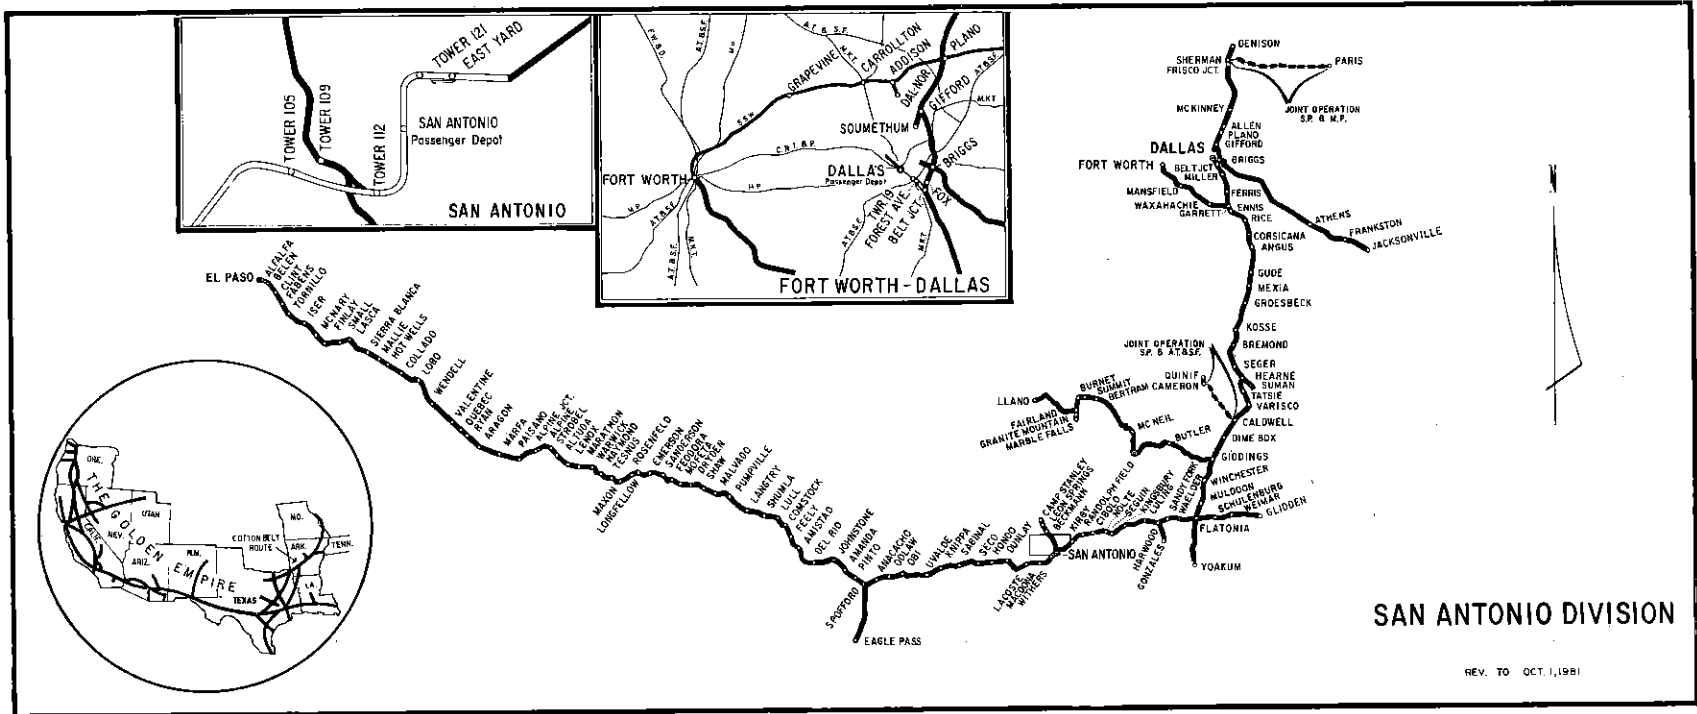 TOWER 121
EAST YARD
TOWER 105
TOWER 109
TOWER 112
SAN ANTONIO
Passenger Depot
SAN ANTONIO
F.W.&D.
A.T.&S.F.
M.P.
A.T. & S.F.
M.K.T.
GRAPEVINE
CARROLLTON
ADDISON
DAL-NOR
PLANO
GIFFORD
A.T.&S.F.
M.K.T.
SOUMETHUM
S.S.W.
C.R.I.&P.
BRIGGS
DALLAS
Passenger Depot
FORT WORTH
M.P.
FOX
TWR.19
FOREST AVE.
BELT JCT.
M.P.
A.T.&S.F.
A.T.&S.F.
M.K.T.
A.T.&S.F.
M.K.T.
FORT WORTH - DALLAS
DENISON
SHERMAN
FRISCO JCT.
PARIS
MC KINNEY
JOINT OPERATION
S.P. & M.P.
ALLEN
PLANO
GIFFORD
DALLAS
BRIGGS
FORT WORTH
BELT JCT
MILLER
MANSFIELD
FERRIS
WAXAHACHIE
ENNIS
GARRETT
RICE
ATHENS
FRANKSTON
JACKSONVILLE
CORSICANA
ANGUS
GUDE
MEXIA
GROESBECK
KOSSE
BREMOND
JOINT OPERATION
S.P. & A.T.&S.F.
SEGER
HEARNE
SUMAN
QUINIF
CAMERON
TATSIE
VARISCO
CALDWELL
DIME BOX
GIDDINGS
LLANO
BURNET
SUMMIT
BERTRAM
FAIRLAND
GRANITE MOUNTAIN
MARBLE FALLS
MC NEIL
BUTLER
WINCHESTER
MULDOON
SCHULENBURG
WEIMAR
GLIDDEN
FLATONIA
YOAKUM
EL PASO
ALFALFA
BELEN
CLINT
FABENS
TORNILLO
ISER
MC NARY
FINLAY
SMALL
LASCA
SIERRA BLANCA
MALLIE
HOT WELLS
COLLADO
LOBO
WENDELL
VALENTINE
QUEBEC
RYAN
ARAGON
MARFA
PAISANO
ALPINE JCT.
ALPINE
STROBEL
ALTUDA
LENOX
MARATHON
WARWICK
HAYMOND
TESNUS
MAXON
ROSENFELD
LONGFELLOW
EMERSON
SANDERSON
FEODORA
MOFETA
DRYDEN
SHAW
MALVADO
PUMPVILLE
LANGTRY
SHUMLA
LULL
COMSTOCK
FEELY
AMISTAD
DEL RIO
JOHNSTONE
AMANDA
PINTO
SPOFFORD
EAGLE PASS
ANACACHO
ODLAW
OBI
UVALDE
KNIPPA
SABINAL
SECO
HONDO
DUNLAY
LACOSTE
MACDONA
WITHERS
CAMP STANLEY
LEON SPRINGS
BECKMANN
SAN ANTONIO
KIRBY
RANDOLPH FIELD
CIBOLO
NOLTE
SEGUIN
KINGSBURY
LULING
HARWOOD
GONZALES
SANDY FORK
WAELDER
ORE.
THE GOLDEN EMPIRE
CALIF.
NEV.
UTAH
ARIZ.
N.M.
TEXAS
COTTON BELT
ROUTE
MO.
ARK.
TENN.
LA.
N
SAN ANTONIO DIVISION
REV. TO OCT. 1, 1981